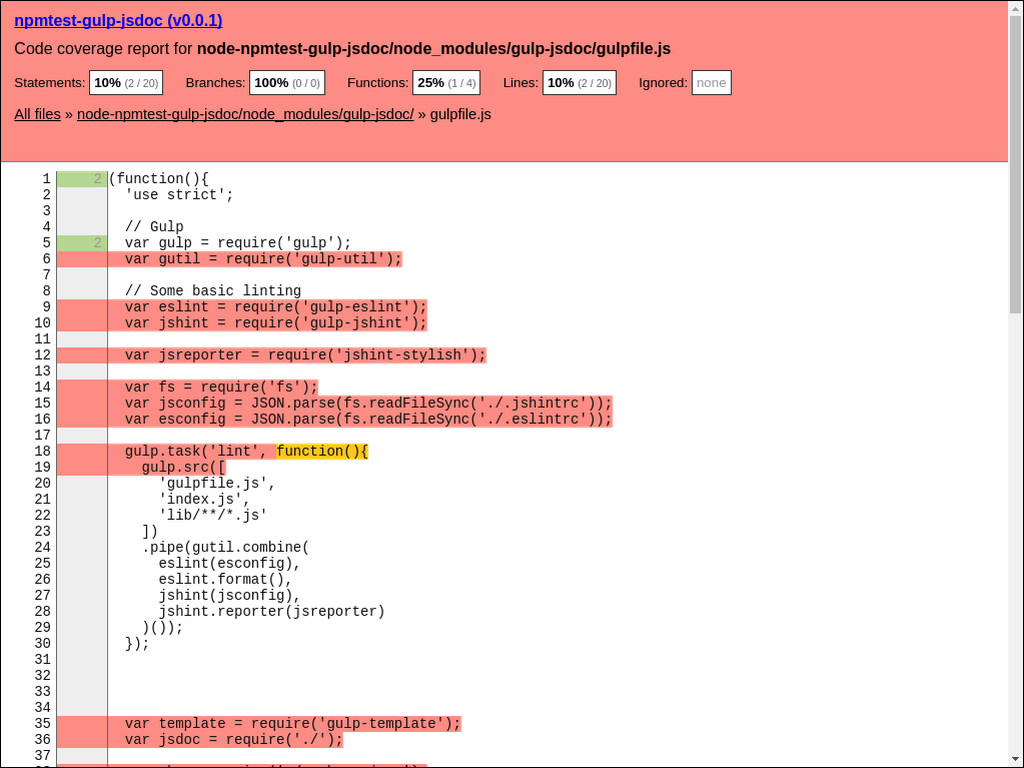 npmtest-gulp-jsdoc (v0.0.1)
Code coverage report for node-npmtest-gulp-jsdoc/node_modules/gulp-jsdoc/gulpfile.js
Statements: 10% (2 / 20) Branches: 100% (0 / 0) Functions: 25% (1 / 4) Lines: 10% (2 / 20) Ignored: none
All files » node-npmtest-gulp-jsdoc/node_modules/gulp-jsdoc/ » gulpfile.js
1 2 (function(){
2 'use strict';
3
4 // Gulp
5 2 var gulp = require('gulp');
6 var gutil = require('gulp-util');
7
8 // Some basic linting
9 var eslint = require('gulp-eslint');
10 var jshint = require('gulp-jshint');
11
12 var jsreporter = require('jshint-stylish');
13
14 var fs = require('fs');
15 var jsconfig = JSON.parse(fs.readFileSync('./.jshintrc'));
16 var esconfig = JSON.parse(fs.readFileSync('./.eslintrc'));
17
18 gulp.task('lint', function(){
19 gulp.src([
20 'gulpfile.js',
21 'index.js',
22 'lib/**/*.js'
23 ])
24 .pipe(gutil.combine(
25 eslint(esconfig),
26 eslint.format(),
27 jshint(jsconfig),
28 jshint.reporter(jsreporter)
29 )());
30 });
31
32
33
34
35 var template = require('gulp-template');
36 var jsdoc = require('./');
37